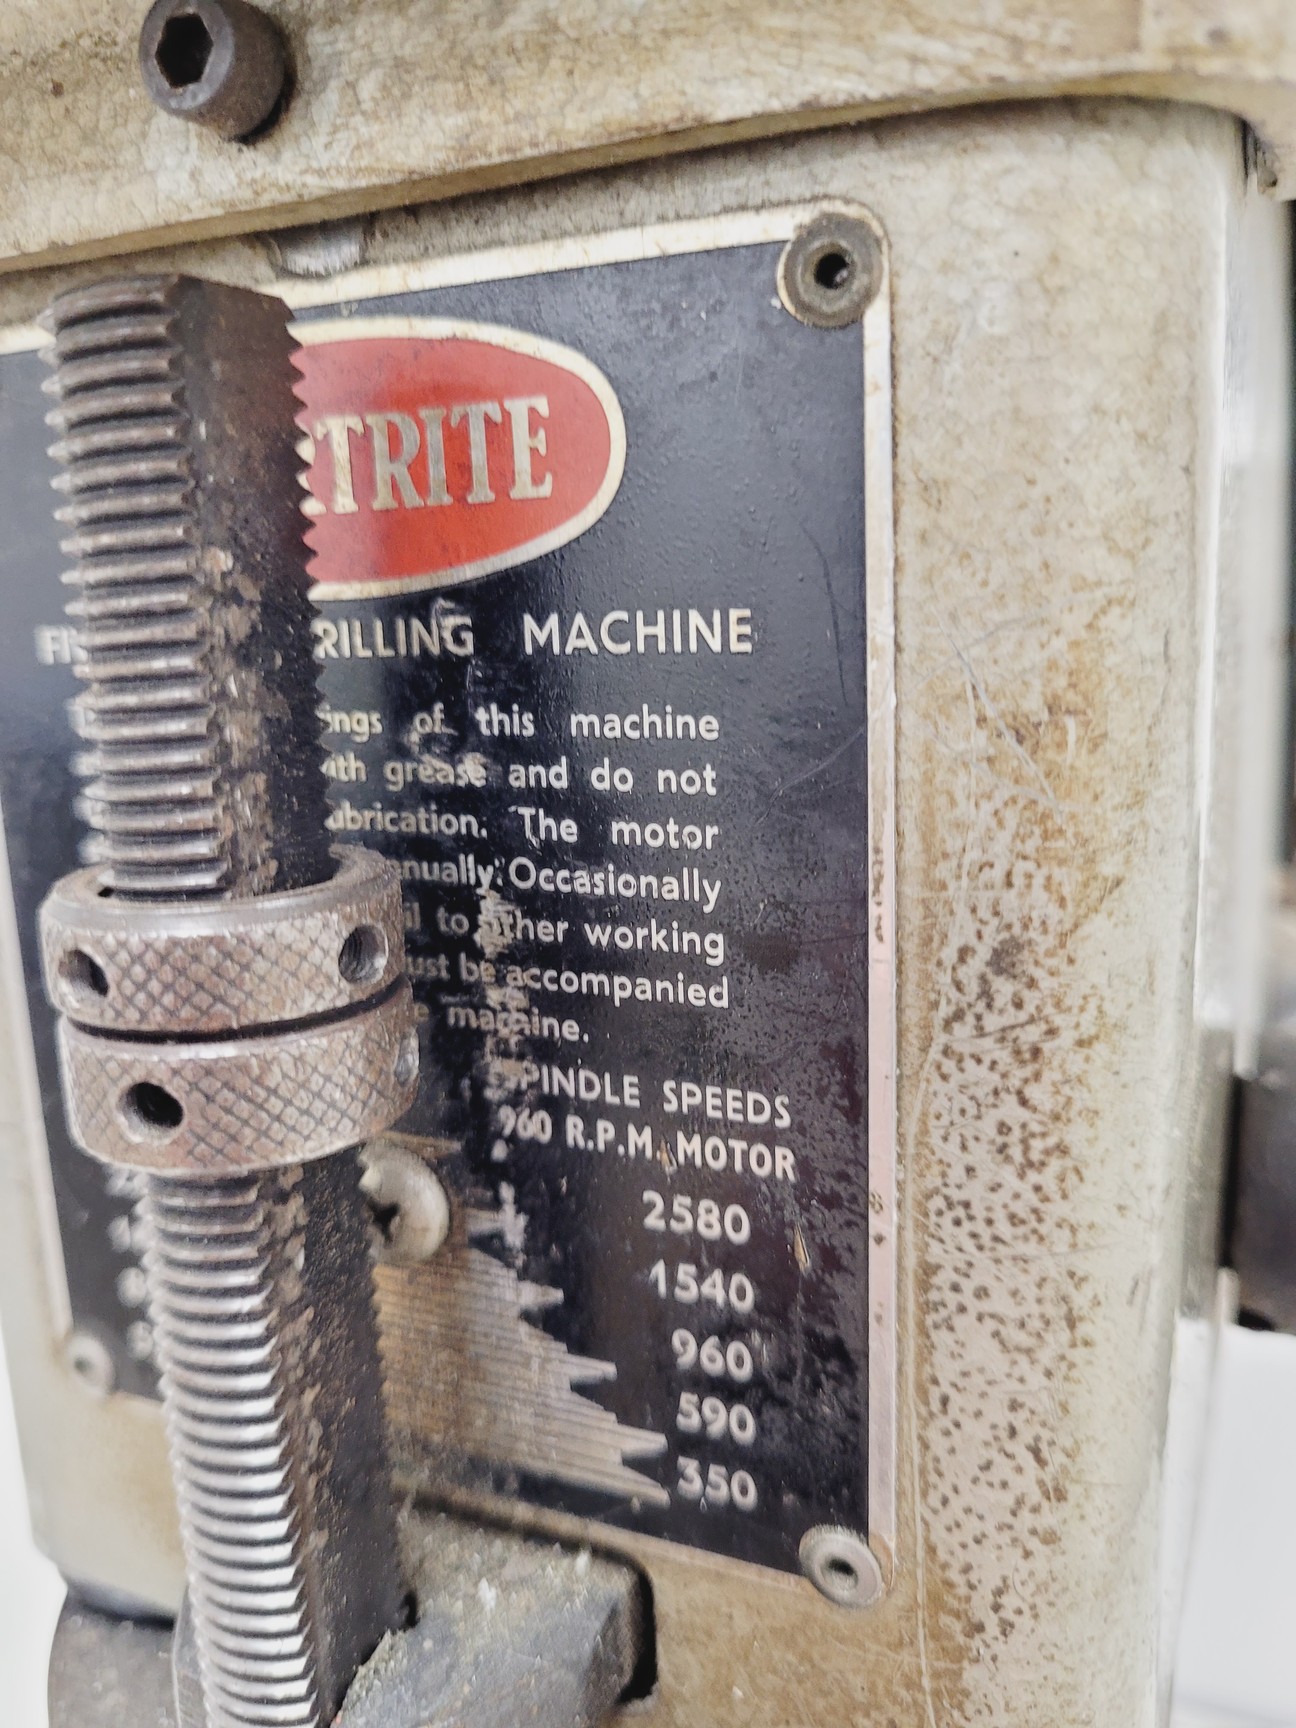 TRITE
RILLING MACHINE
ings of this machine
ith grease and do not
ubrication. The motor
nually. Occasionally
il to other working
ust be accompanied
e machine.
SPINDLE SPEEDS
960 R.P.M. MOTOR
2580
1540
960
590
350